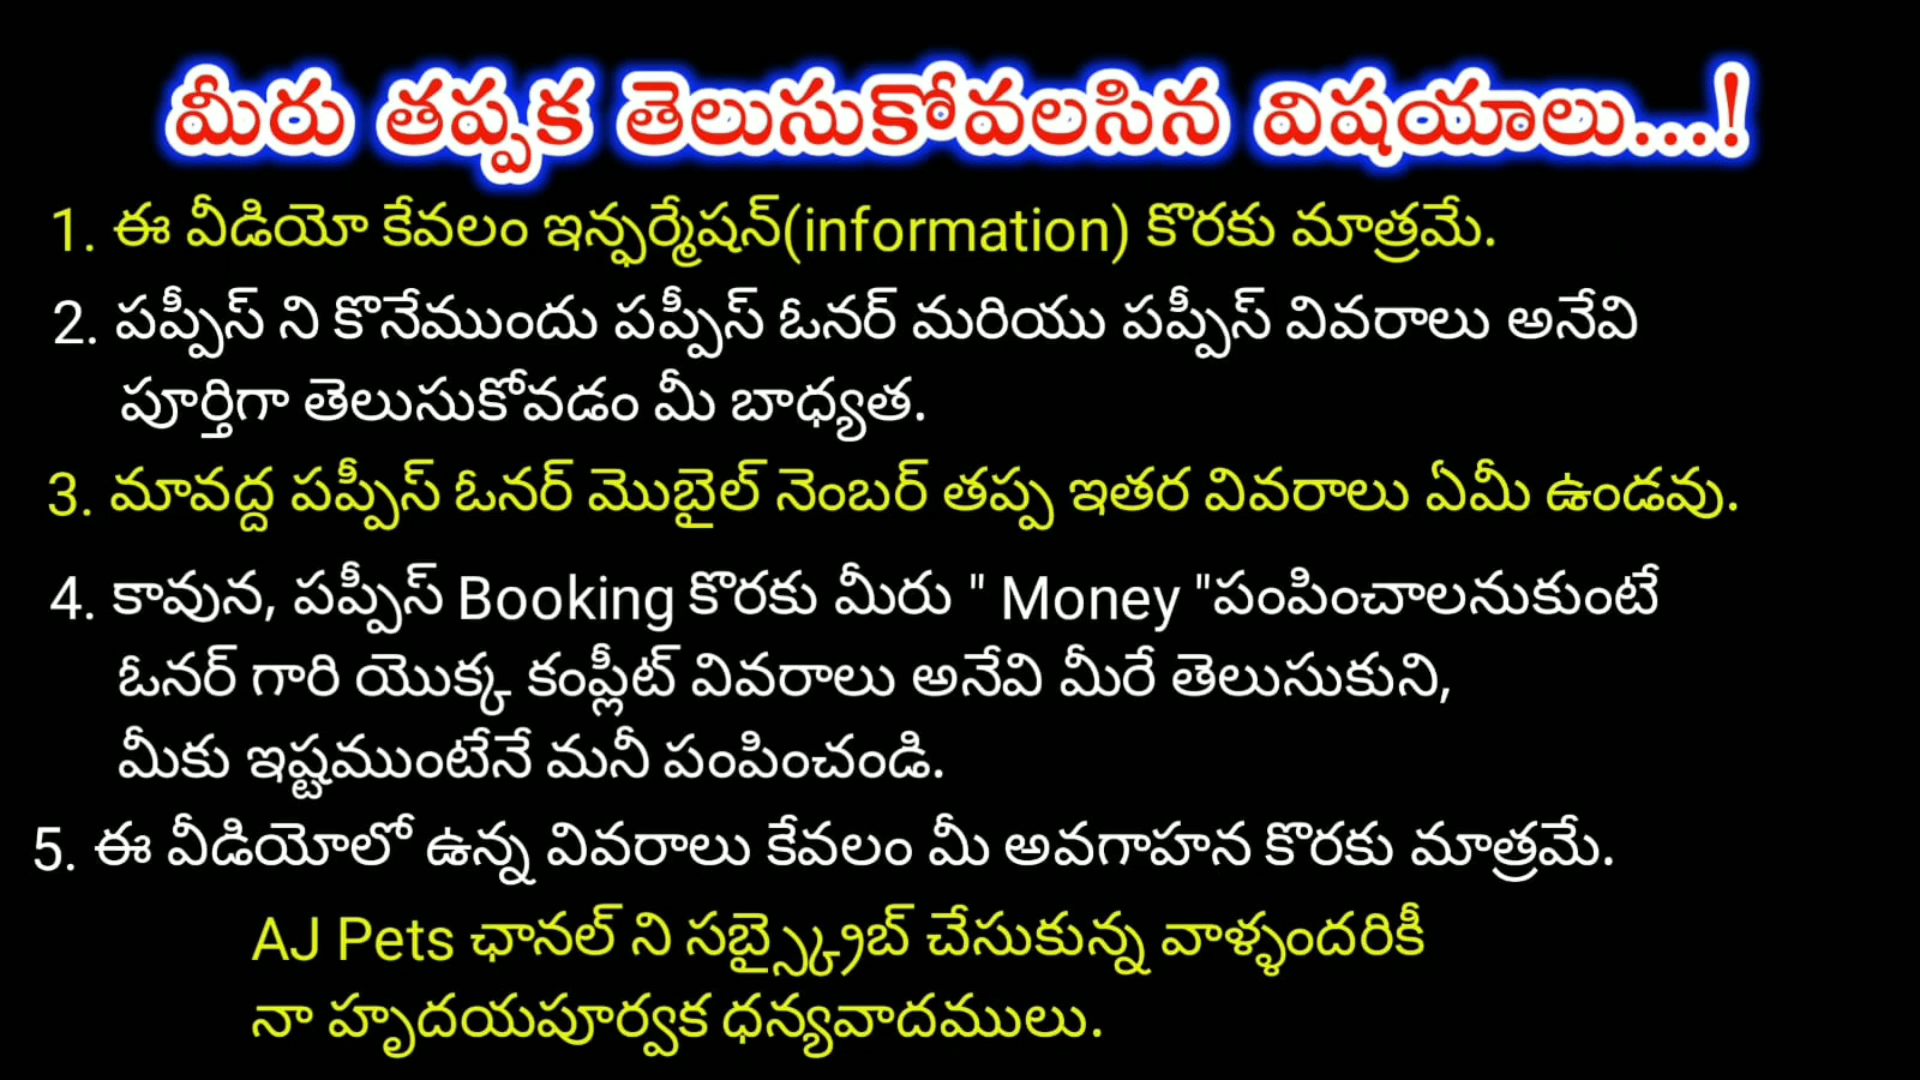 మీరు తప్పక తెలుసుకోవలసిన విషయాలు...!
1. ఈ వీడియో కేవలం ఇన్ఫర్మేషన్(information) కొరకు మాత్రమే.
2. పప్పీస్ ని కొనేముందు పప్పీస్ ఓనర్ మరియు పప్పీస్ వివరాలు అనేవి
పూర్తిగా తెలుసుకోవడం మీ బాధ్యత.
3. మావద్ద పప్పీస్ ఓనర్ మొబైల్ నెంబర్ తప్ప ఇతర వివరాలు ఏమీ ఉండవు.
4. కావున, పప్పీస్ Booking కొరకు మీరు " Money "పంపించాలనుకుంటే
ఓనర్ గారి యొక్క కంప్లీట్ వివరాలు అనేవి మీరే తెలుసుకుని,
మీకు ఇష్టముంటేనే మనీ పంపించండి.
5. ఈ వీడియోలో ఉన్న వివరాలు కేవలం మీ అవగాహన కొరకు మాత్రమే.
AJ Pets ఛానల్ ని సబ్స్క్రైబ్ చేసుకున్న వాళ్ళందరికీ
నా హృదయపూర్వక ధన్యవాదములు.